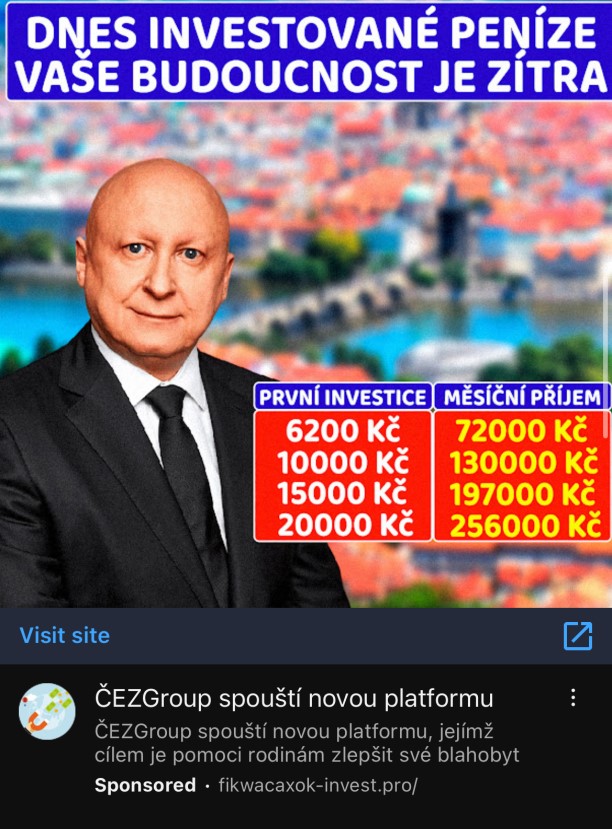 DNES INVESTOVANÉ PENÍZE
VAŠE BUDOUCNOST JE ZÍTRA
PRVNÍ INVESTICE MĚSÍČNÍ PŘÍJEM
6200 Kč 72000 Kč
10000 Kč 130000 Kč
15000 Kč 197000 Kč
20000 Kč 256000 Kč
Visit site
ČEZGroup spouští novou platformu
ČEZGroup spouští novou platformu, jejímž
cílem je pomoci rodinám zlepšit své blahobyt
Sponsored · fikwacaxok-invest.pro/